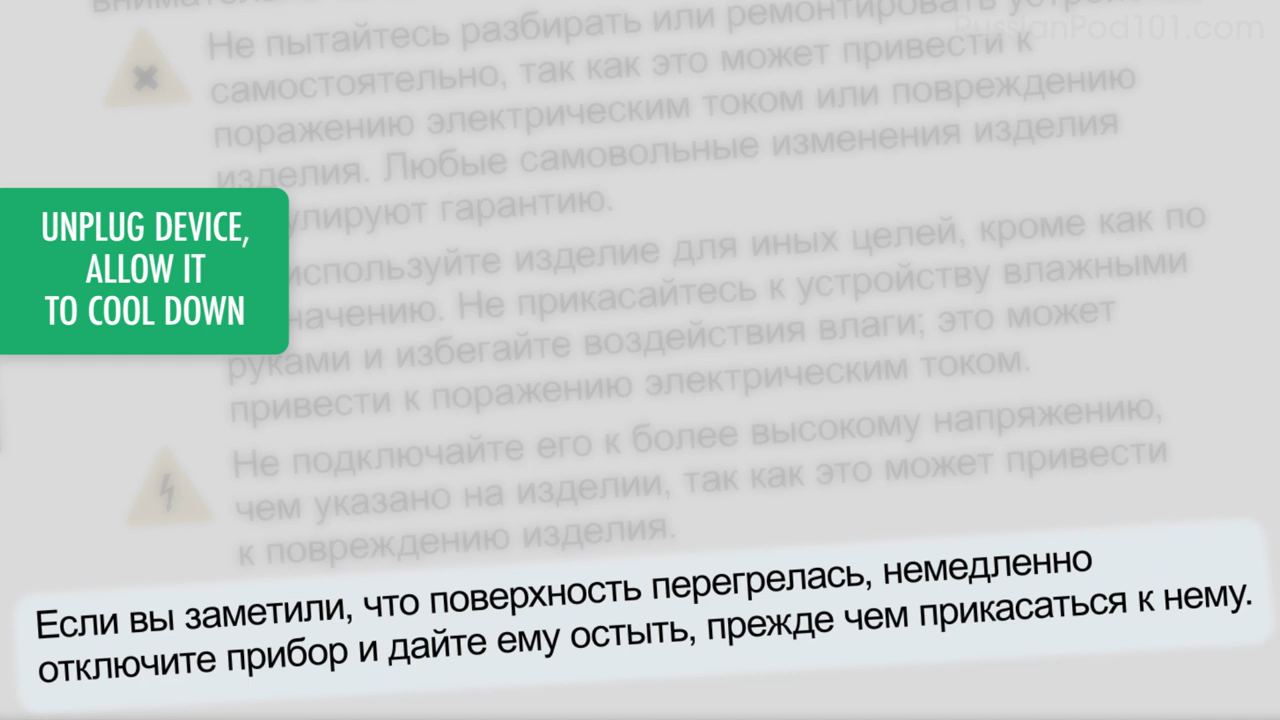 RussianPod101.com
Не пытайтесь разбирать или ремонтировать
самостоятельно, так как это может привести к
поражению электрическим током или повреждению
изделия. Любые самовольные изменения изделия
гарантию.
UNPLUG DEVICE,
ALLOW IT
TO COOL DOWN
используйте изделие для иных целей, кроме как по
Не прикасайтесь к устройству влажными
руками и избегайте воздействия влаги; это может
привести к поражению электрическим током.
Не подключайте его к более высокому напряжению,
чем указано на изделии, так как это может привести
к повреждению изделия.
Если вы заметили, что поверхность перегрелась, немедленно
отключите прибор и дайте ему остыть, прежде чем прикасаться к нему.